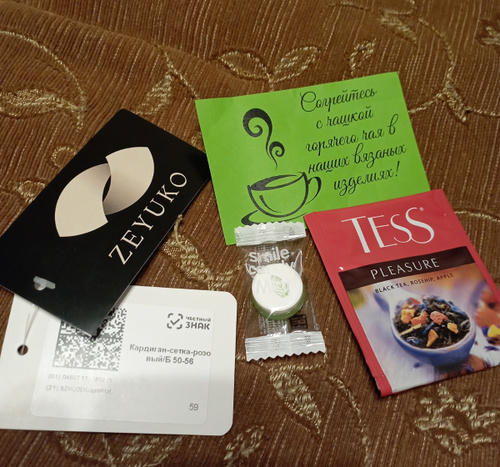 ZEYUKO
Согрейтесь
с чашкой
горячего чая в
наших вязаных
изделиях!
Smile
TESS
PLEASURE
BLACK TEA, ROSEHIP, APPLE
ЧЕСТНЫЙ
ЗНАК
Кардиган-сетка-розо
вый/Б 50-56
59